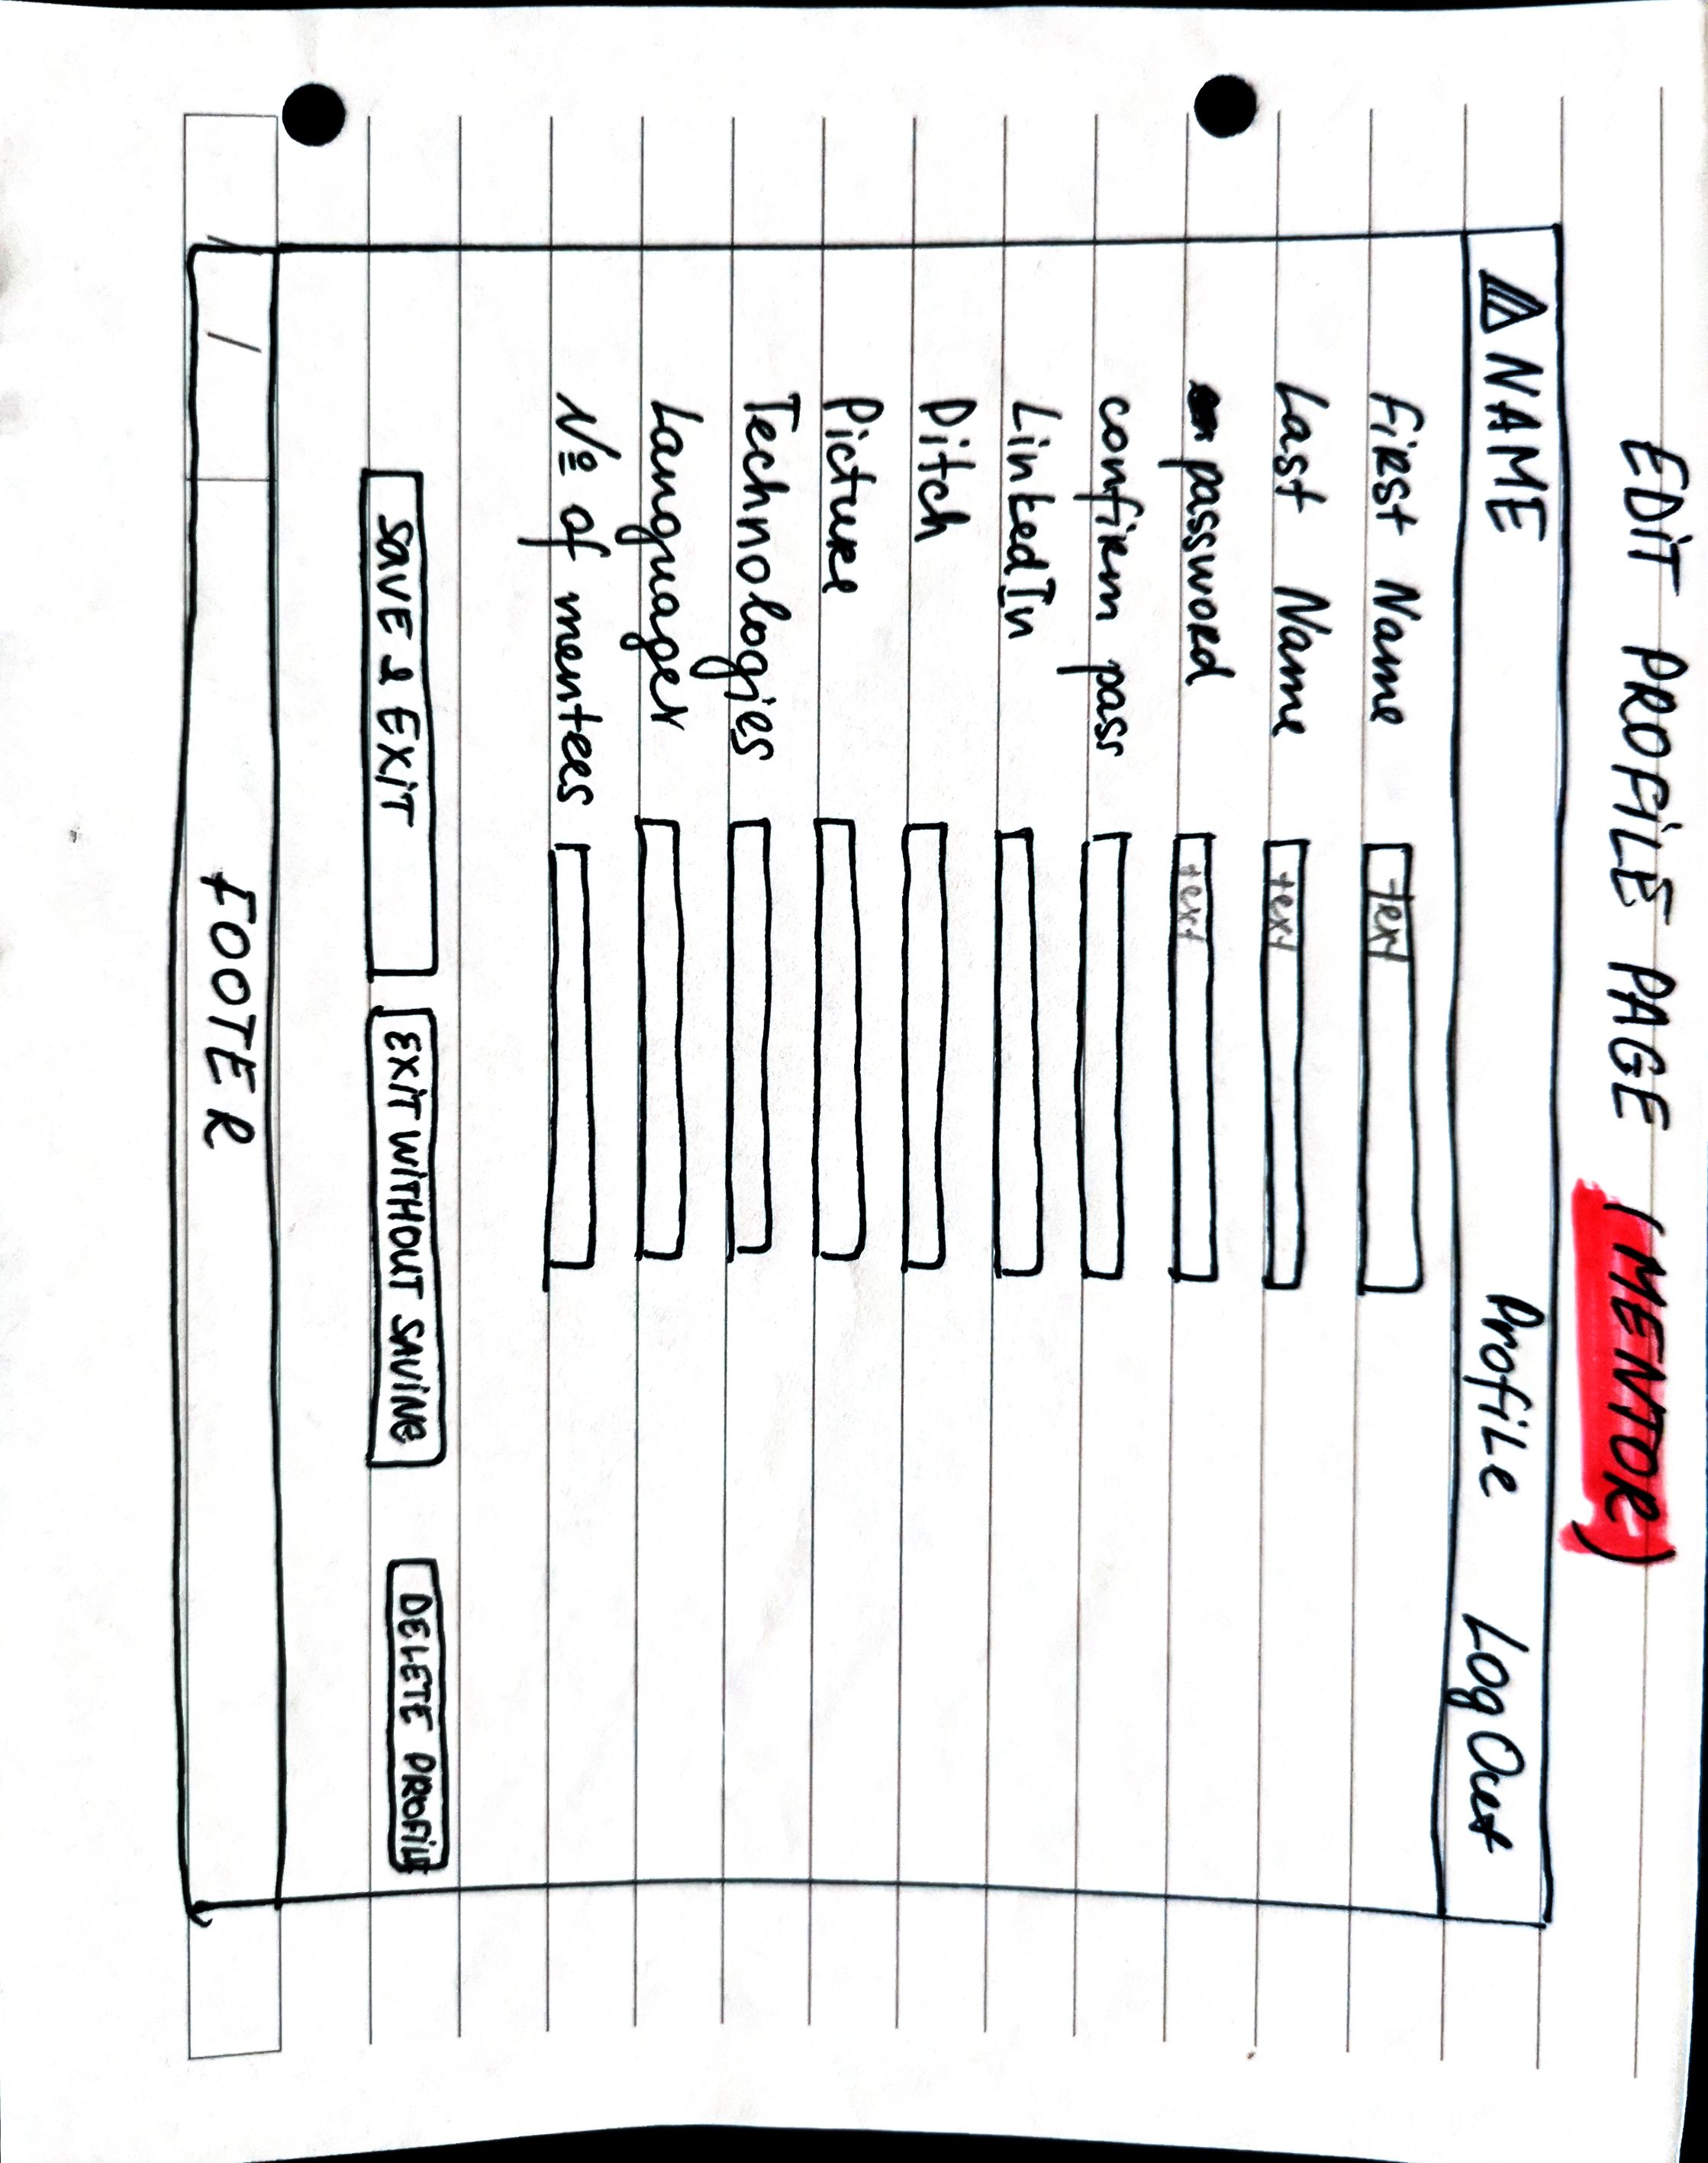 EDIT PROFILE PAGE (MENTOR)
NAME Profile Log Out
First Name text
Last Name text
password text
confirm pass
LinkedIn
Pitch
Picture
Technologies
Languages
№ of mentees
SAVE & EXIT EXIT WITHOUT SAVING DELETE PROFILE
FOOTER